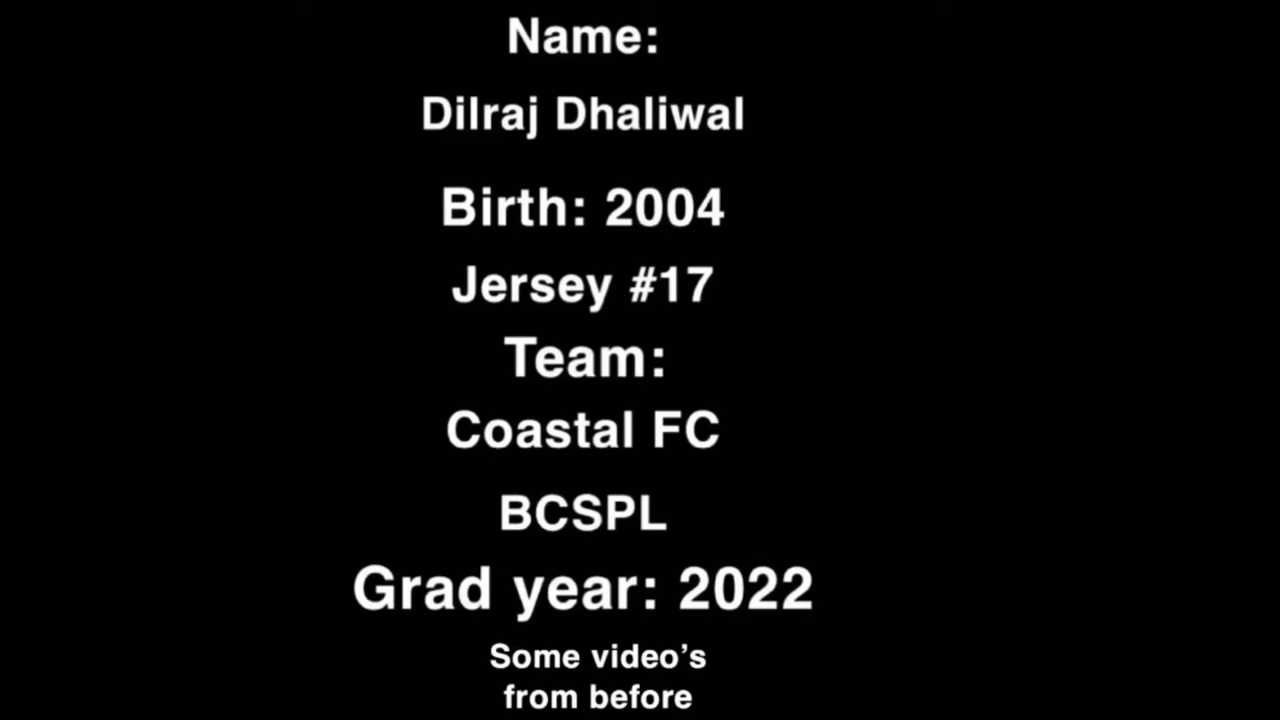 Name:
Dilraj Dhaliwal
Birth: 2004
Jersey #17
Team:
Coastal FC
BCSPL
Grad year: 2022
Some video’s
from before